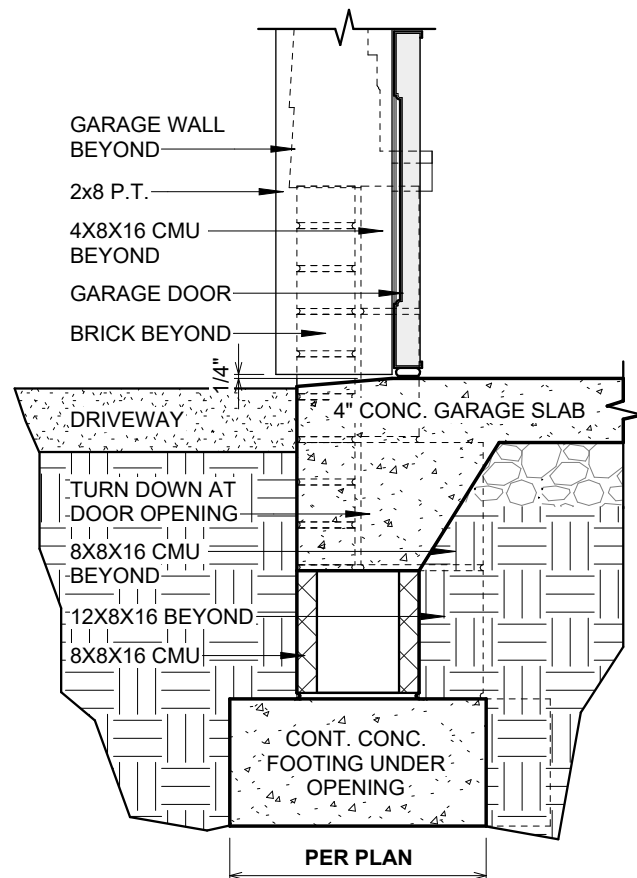 GARAGE WALL
BEYOND
2x8 P.T.
4X8X16 CMU
BEYOND
GARAGE DOOR
BRICK BEYOND
1/4"
DRIVEWAY
4" CONC. GARAGE SLAB
TURN DOWN AT
DOOR OPENING
8X8X16 CMU
BEYOND
12X8X16 BEYOND
8X8X16 CMU
CONT. CONC.
FOOTING UNDER
OPENING
PER PLAN